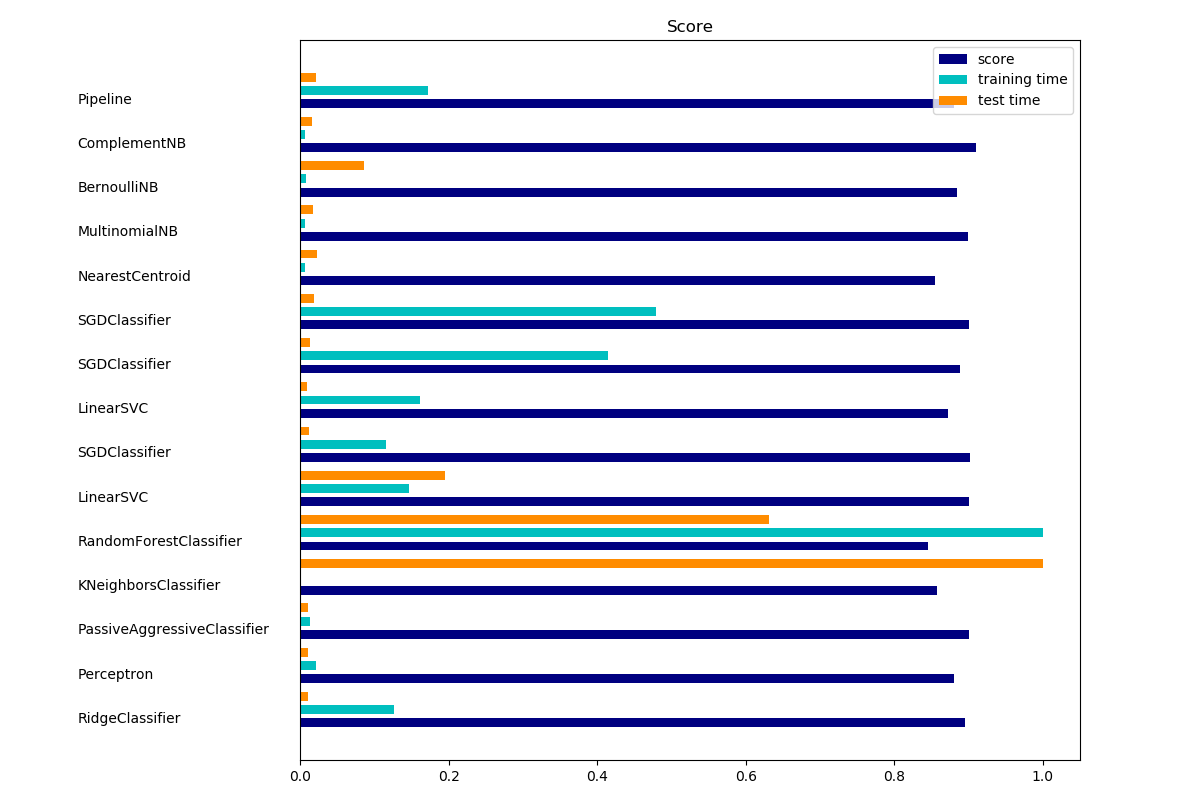 Score
score
training time
test time
Pipeline
ComplementNB
BernoulliNB
MultinomialNB
NearestCentroid
SGDClassifier
SGDClassifier
LinearSVC
SGDClassifier
LinearSVC
RandomForestClassifier
KNeighborsClassifier
PassiveAggressiveClassifier
Perceptron
RidgeClassifier
0.0 0.2 0.4 0.6 0.8 1.0